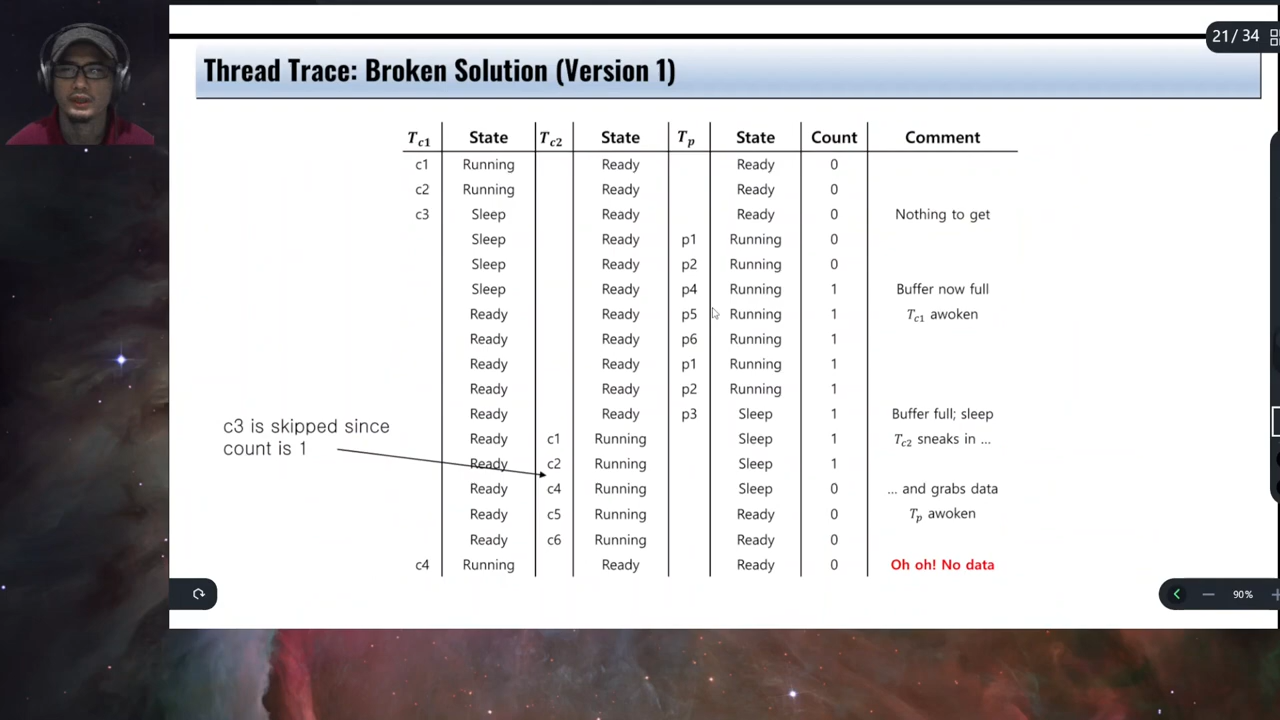 21 / 34
Thread Trace: Broken Solution (Version 1)
Tc1 State Tc2 State Tp State Count Comment
c1 Running Ready Ready 0
c2 Running Ready Ready 0
c3 Sleep Ready Ready 0 Nothing to get
Sleep Ready p1 Running 0
Sleep Ready p2 Running 0
Sleep Ready p4 Running 1 Buffer now full
Ready Ready p5 Running 1 Tc1 awoken
Ready Ready p6 Running 1
Ready Ready p1 Running 1
Ready Ready p2 Running 1
Ready Ready p3 Sleep 1 Buffer full; sleep
Ready c1 Running Sleep 1 Tc2 sneaks in ...
Ready c2 Running Sleep 1
Ready c4 Running Sleep 0 ... and grabs data
Ready c5 Running Ready 0 Tp awoken
Ready c6 Running Ready 0
c4 Running Ready Ready 0 Oh oh! No data
c3 is skipped since
count is 1
90%